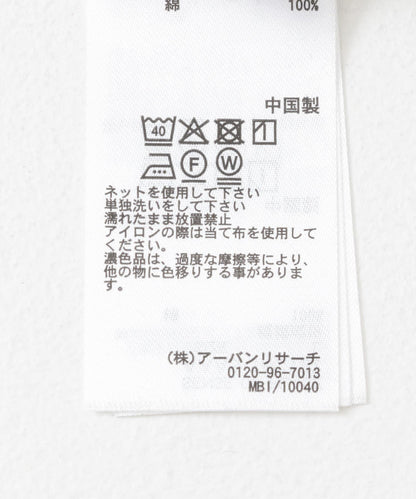 綿 100%
中国製
40
F W
ネットを使用して下さい
単独洗いをして下さい
濡れたまま放置禁止
アイロンの際は当て布を使用して
ください。
濃色品は、過度な摩擦等により、
他の物に色移りする事がありま
す。
(株)アーバンリサーチ
0120-96-7013
MBI/10040